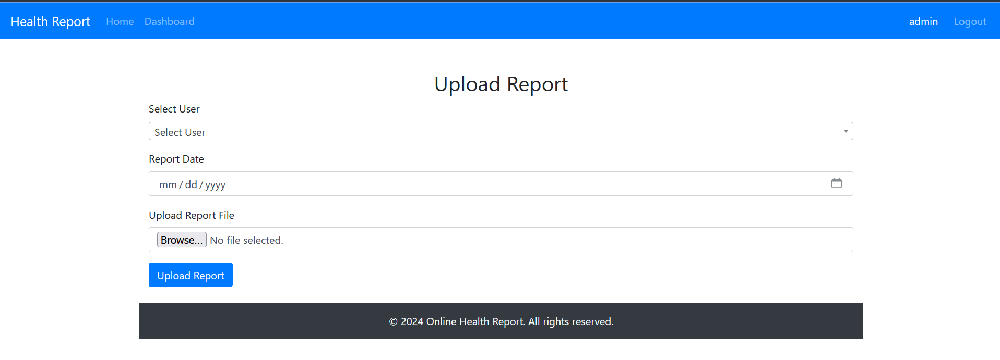 Health Report Home Dashboard admin Logout
Upload Report
Select User
Select User
Report Date
mm / dd / yyyy
Upload Report File
Browse... No file selected.
Upload Report
© 2024 Online Health Report. All rights reserved.